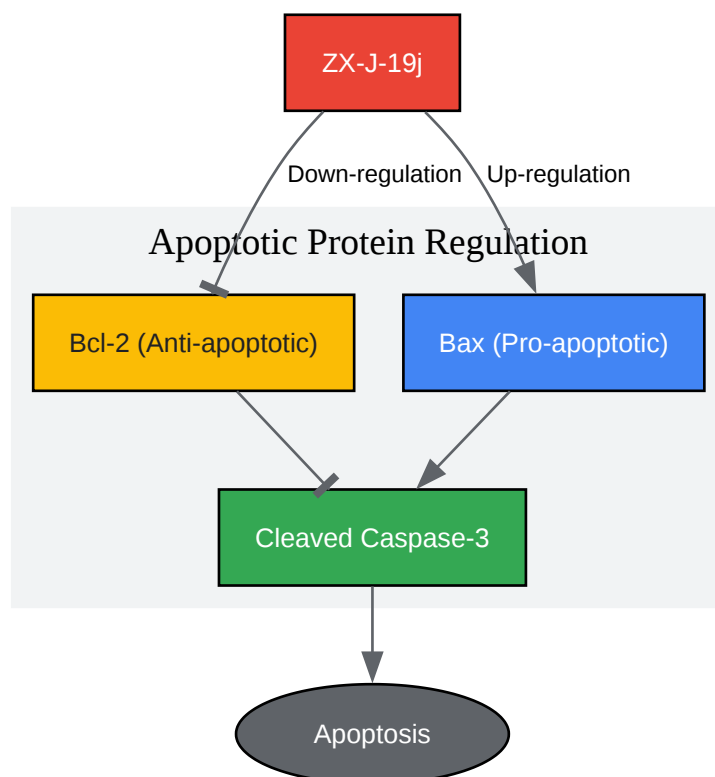 ZX-J-19j
Down-regulation
Up-regulation
Apoptotic Protein Regulation
Bcl-2 (Anti-apoptotic)
Bax (Pro-apoptotic)
Cleaved Caspase-3
Apoptosis